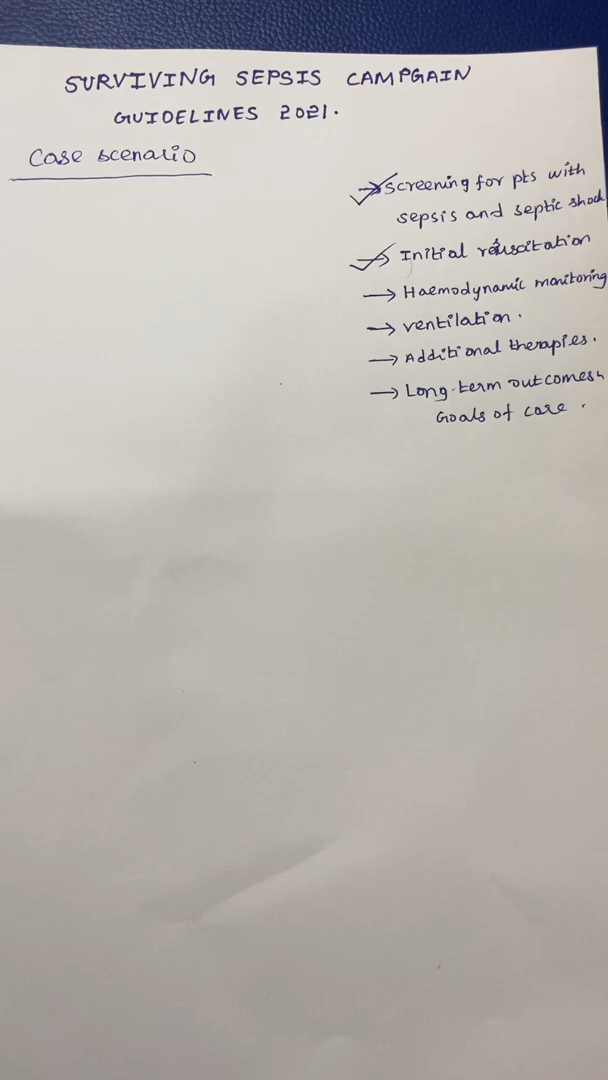 SURVIVING SEPSIS CAMPGAIN
GUIDELINES 2021.
Case scenario
→ Screening for pts with
sepsis and septic shock
→ Initial resuscitation
→ Haemodynamic monitoring
→ ventilation.
→ Additional therapies.
→ Long-term outcomes
Goals of care.